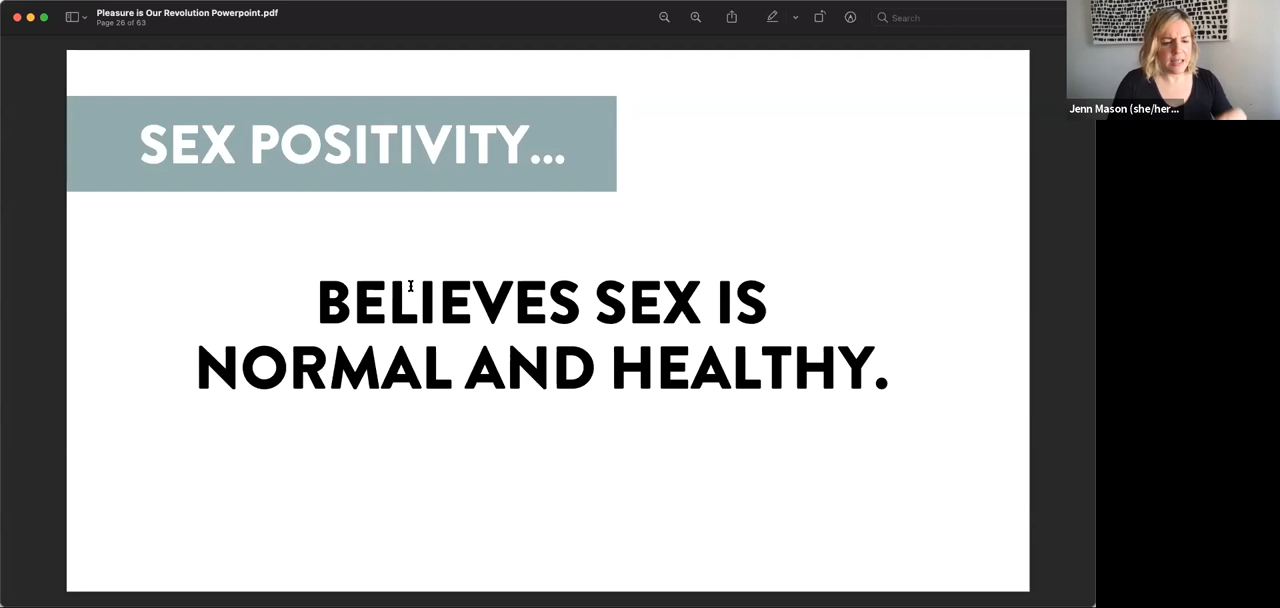 Pleasure is Our Revolution Powerpoint.pdf
Page 26 of 63
Search
Jenn Mason (she/her...
SEX POSITIVITY...
BELIEVES SEX IS
NORMAL AND HEALTHY.